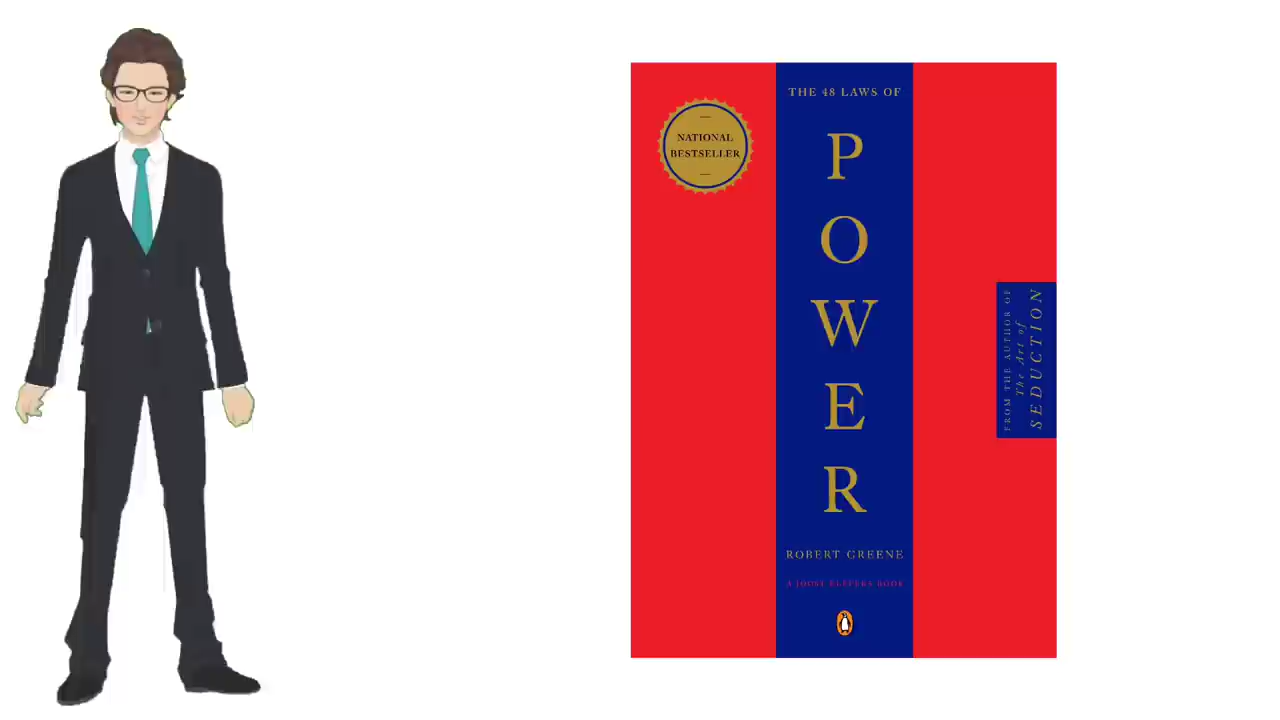 THE 48 LAWS OF
NATIONAL
BESTSELLER
POWER
FROM THE AUTHOR OF
The Art of
SEDUCTION
ROBERT GREENE
A JOOST ELFFERS BOOK